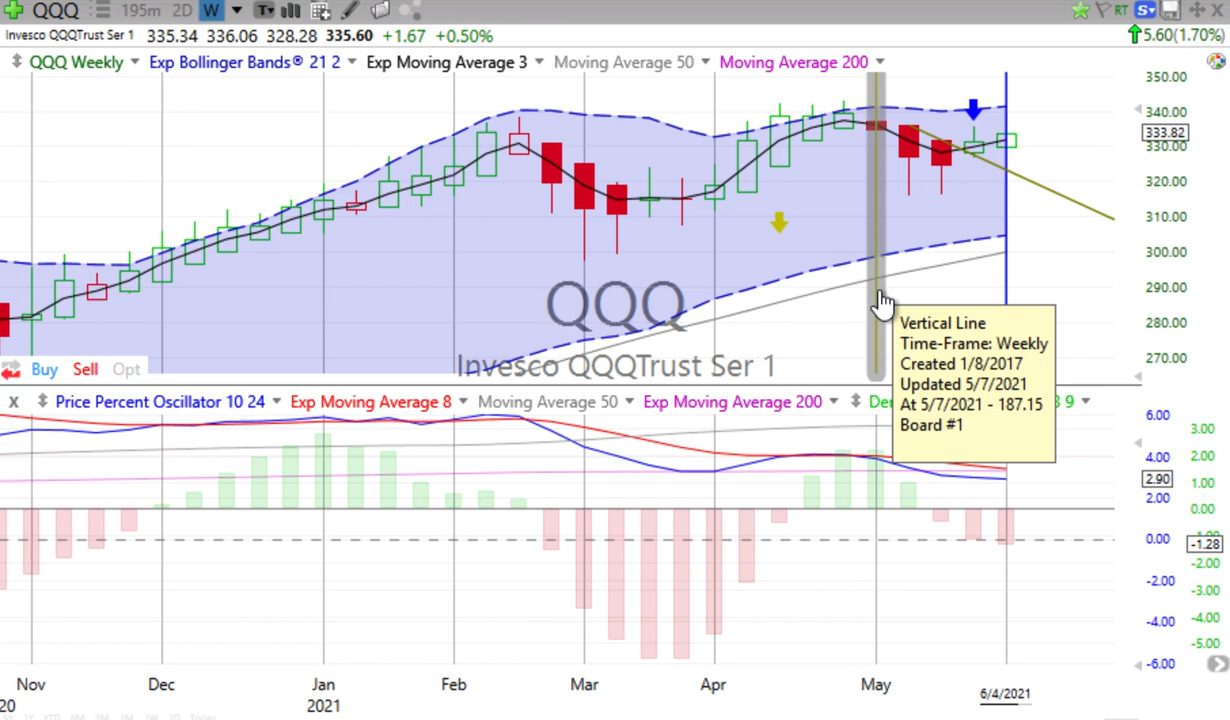 QQQ 195m 2D W T RT S
Invesco QQQTrust Ser 1 335.34 336.06 328.28 335.60 +1.67 +0.50% 5.60(1.70%)
QQQ Weekly Exp Bollinger Bands® 21 2 Exp Moving Average 3 Moving Average 50 Moving Average 200
350.00
340.00
333.82
330.00
320.00
310.00
300.00
290.00
280.00
270.00
QQQ
Invesco QQQTrust Ser 1
Vertical Line
Time-Frame: Weekly
Created 1/8/2017
Updated 5/7/2021
At 5/7/2021 - 187.15
Board #1
Buy Sell Opt
X Price Percent Oscillator 10 24 Exp Moving Average 8 Moving Average 50 Moving Average 200 9
6.00
3.00
4.00
2.00
2.90
1.00
2.00
0.00
0.00
-1.28
-2.00
-2.00
-3.00
-4.00
-4.00
-5.00
-6.00
Nov Dec Jan Feb Mar Apr May 6/4/2021
20 2021